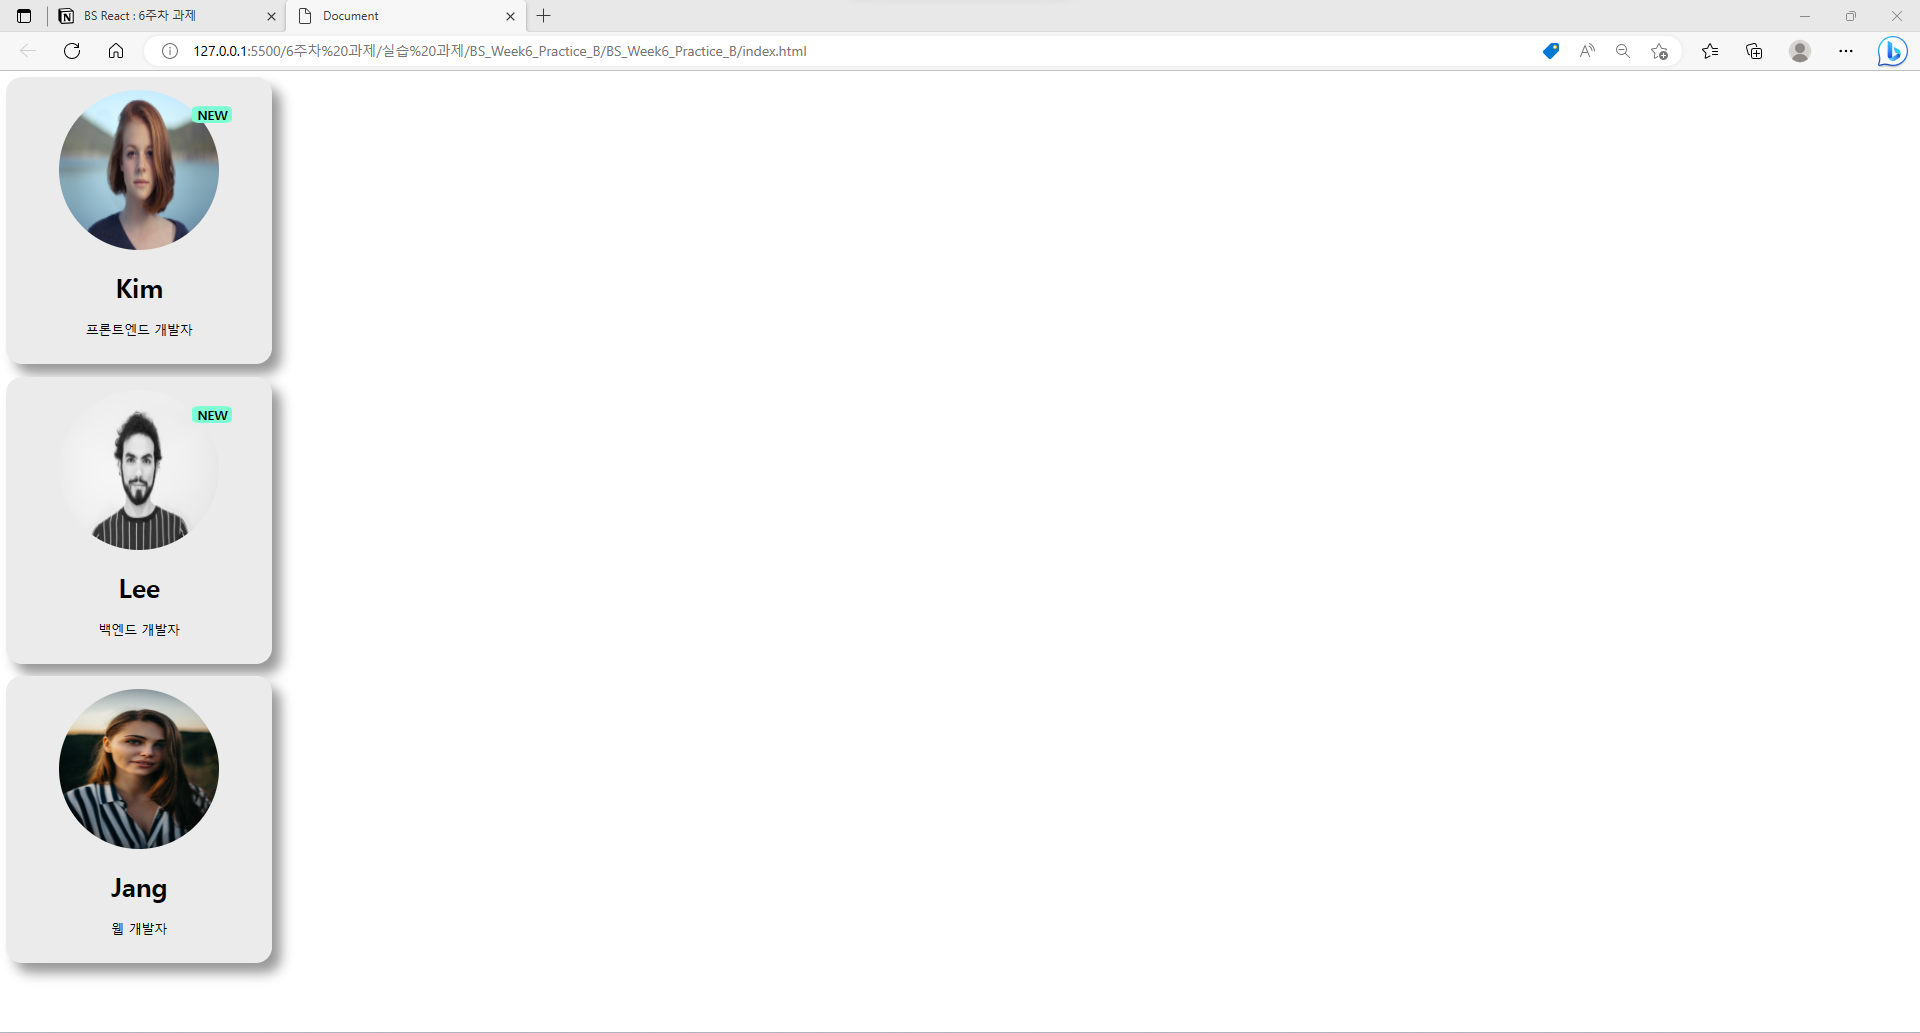 BS React : 6주차 과제
Document
127.0.0.1:5500/6주차%20과제/실습%20과제/BS_Week6_Practice_B/BS_Week6_Practice_B/index.html
NEW
Kim
프론트엔드 개발자
NEW
Lee
백엔드 개발자
Jang
웹 개발자